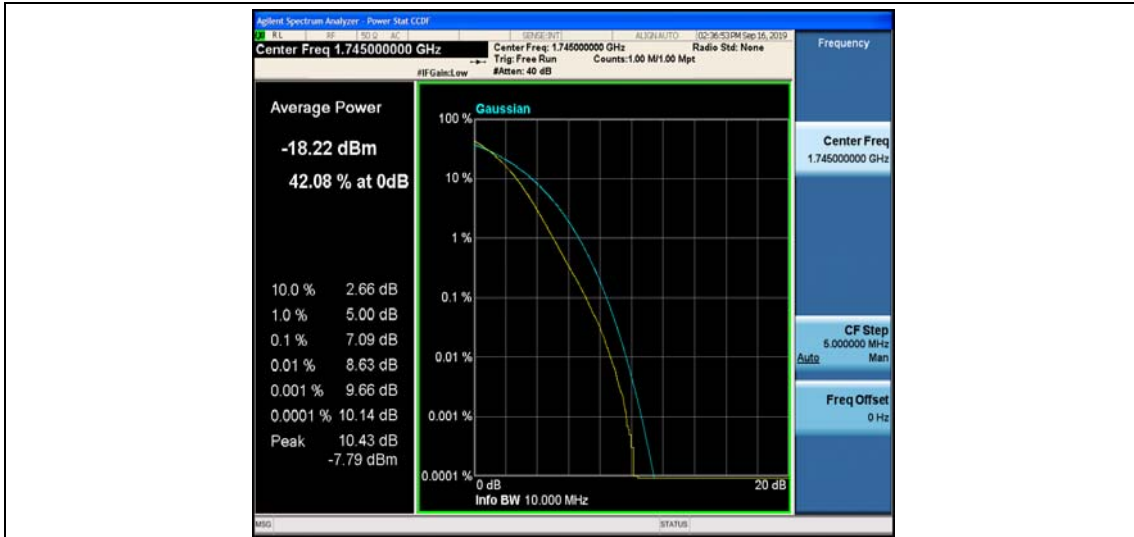 Agilent Spectrum Analyzer - Power Stat CCDF
RL RF 50 Ω AC SENSE:INT ALIGN AUTO 02:36:53 PM Sep 16, 2019
Center Freq 1.745000000 GHz
Center Freq: 1.745000000 GHz Radio Std: None
Trig: Free Run Counts:1.00 M/1.00 Mpt
#IFGain:Low #Atten: 40 dB
Frequency
Average Power
-18.22 dBm
42.08 % at 0dB
10.0 % 2.66 dB
1.0 % 5.00 dB
0.1 % 7.09 dB
0.01 % 8.63 dB
0.001 % 9.66 dB
0.0001 % 10.14 dB
Peak 10.43 dB
-7.79 dBm
Gaussian
100 %
10 %
1 %
0.1 %
0.01 %
0.001 %
0.0001 %
0 dB 20 dB
Info BW 10.000 MHz
Center Freq
1.745000000 GHz
CF Step
5.000000 MHz
Auto Man
Freq Offset
0 Hz
MSG STATUS